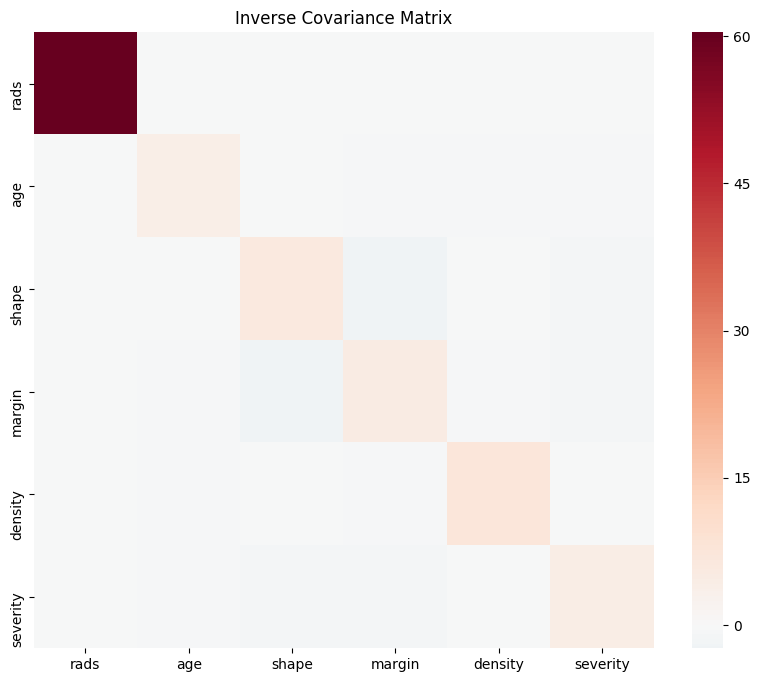 Inverse Covariance Matrix
rads
age
shape
margin
density
severity
rads age shape margin density severity
60
45
30
15
0